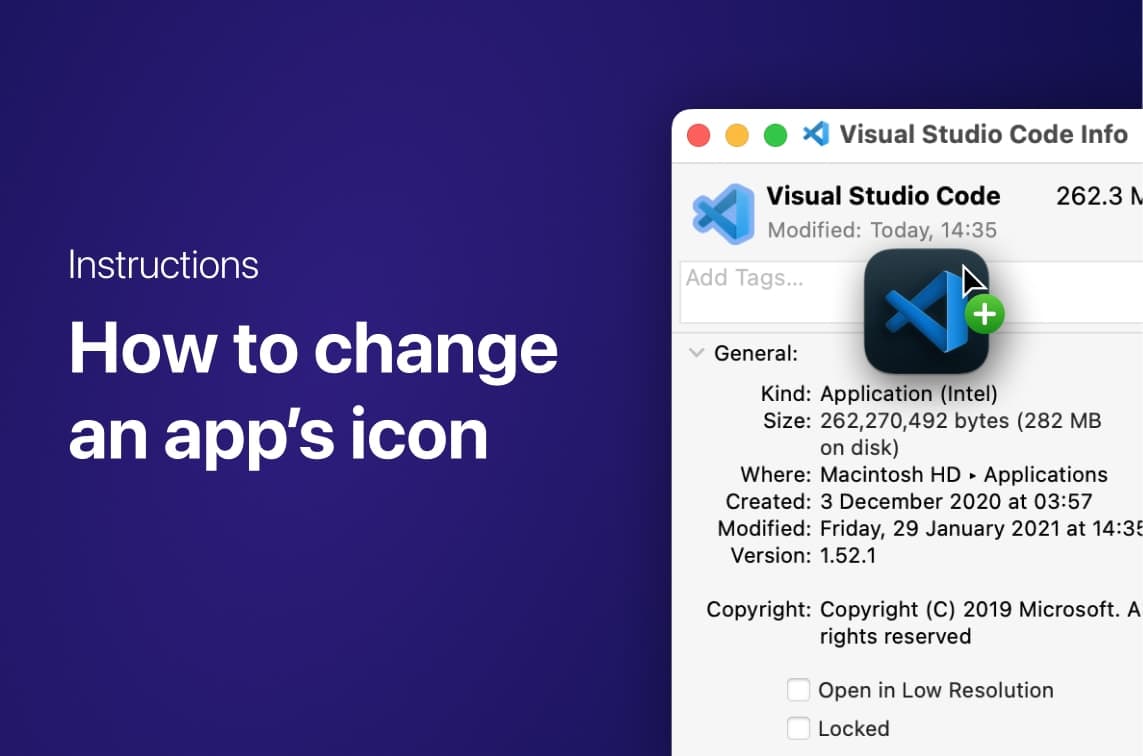 Instructions
How to change
an app’s icon
Visual Studio Code Info
Visual Studio Code 262.3
Modified: Today, 14:35
Add Tags...
General:
Kind: Application (Intel)
Size: 262,270,492 bytes (282 MB
on disk)
Where: Macintosh HD ▸ Applications
Created: 3 December 2020 at 03:57
Modified: Friday, 29 January 2021 at 14:35
Version: 1.52.1
Copyright: Copyright (C) 2019 Microsoft. A
rights reserved
Open in Low Resolution
Locked